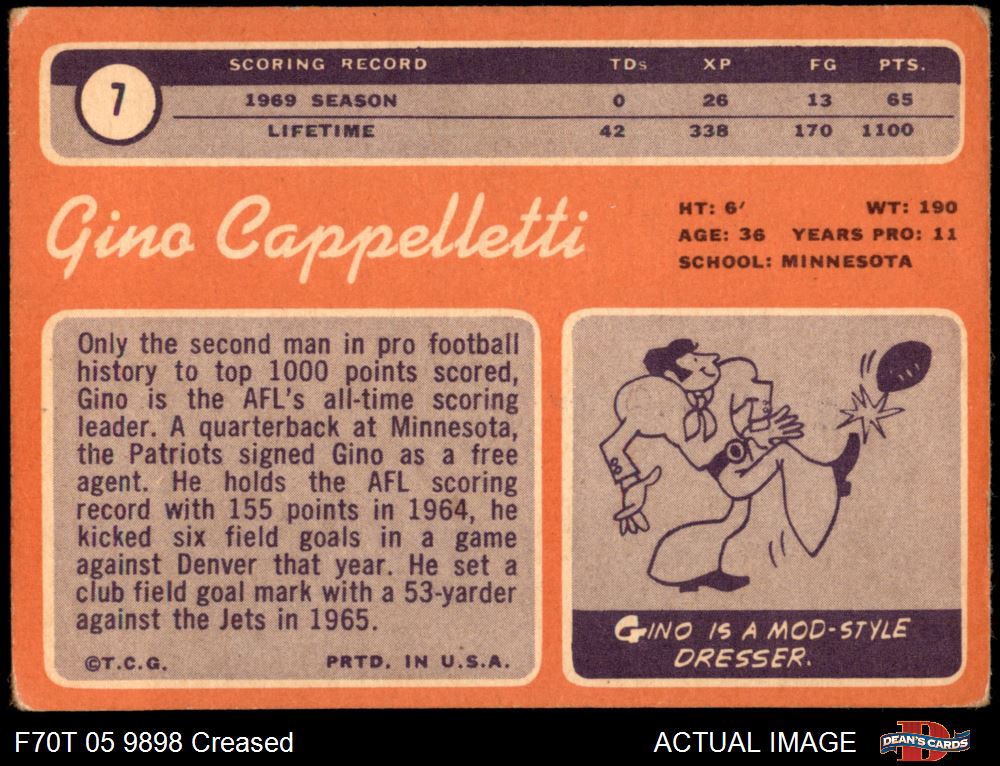 7
SCORING RECORD TDs XP FG PTS.
1969 SEASON 0 26 13 65
LIFETIME 42 338 170 1100
Gino Cappelletti
HT: 6' WT: 190
AGE: 36 YEARS PRO: 11
SCHOOL: MINNESOTA
Only the second man in pro football
history to top 1000 points scored,
Gino is the AFL's all-time scoring
leader. A quarterback at Minnesota,
the Patriots signed Gino as a free
agent. He holds the AFL scoring
record with 155 points in 1964, he
kicked six field goals in a game
against Denver that year. He set a
club field goal mark with a 53-yarder
against the Jets in 1965.
©T.C.G. PRTD. IN U.S.A.
GINO IS A MOD-STYLE
DRESSER.
F70T 05 9898 Creased
ACTUAL IMAGE
D
DEAN'S CARDS